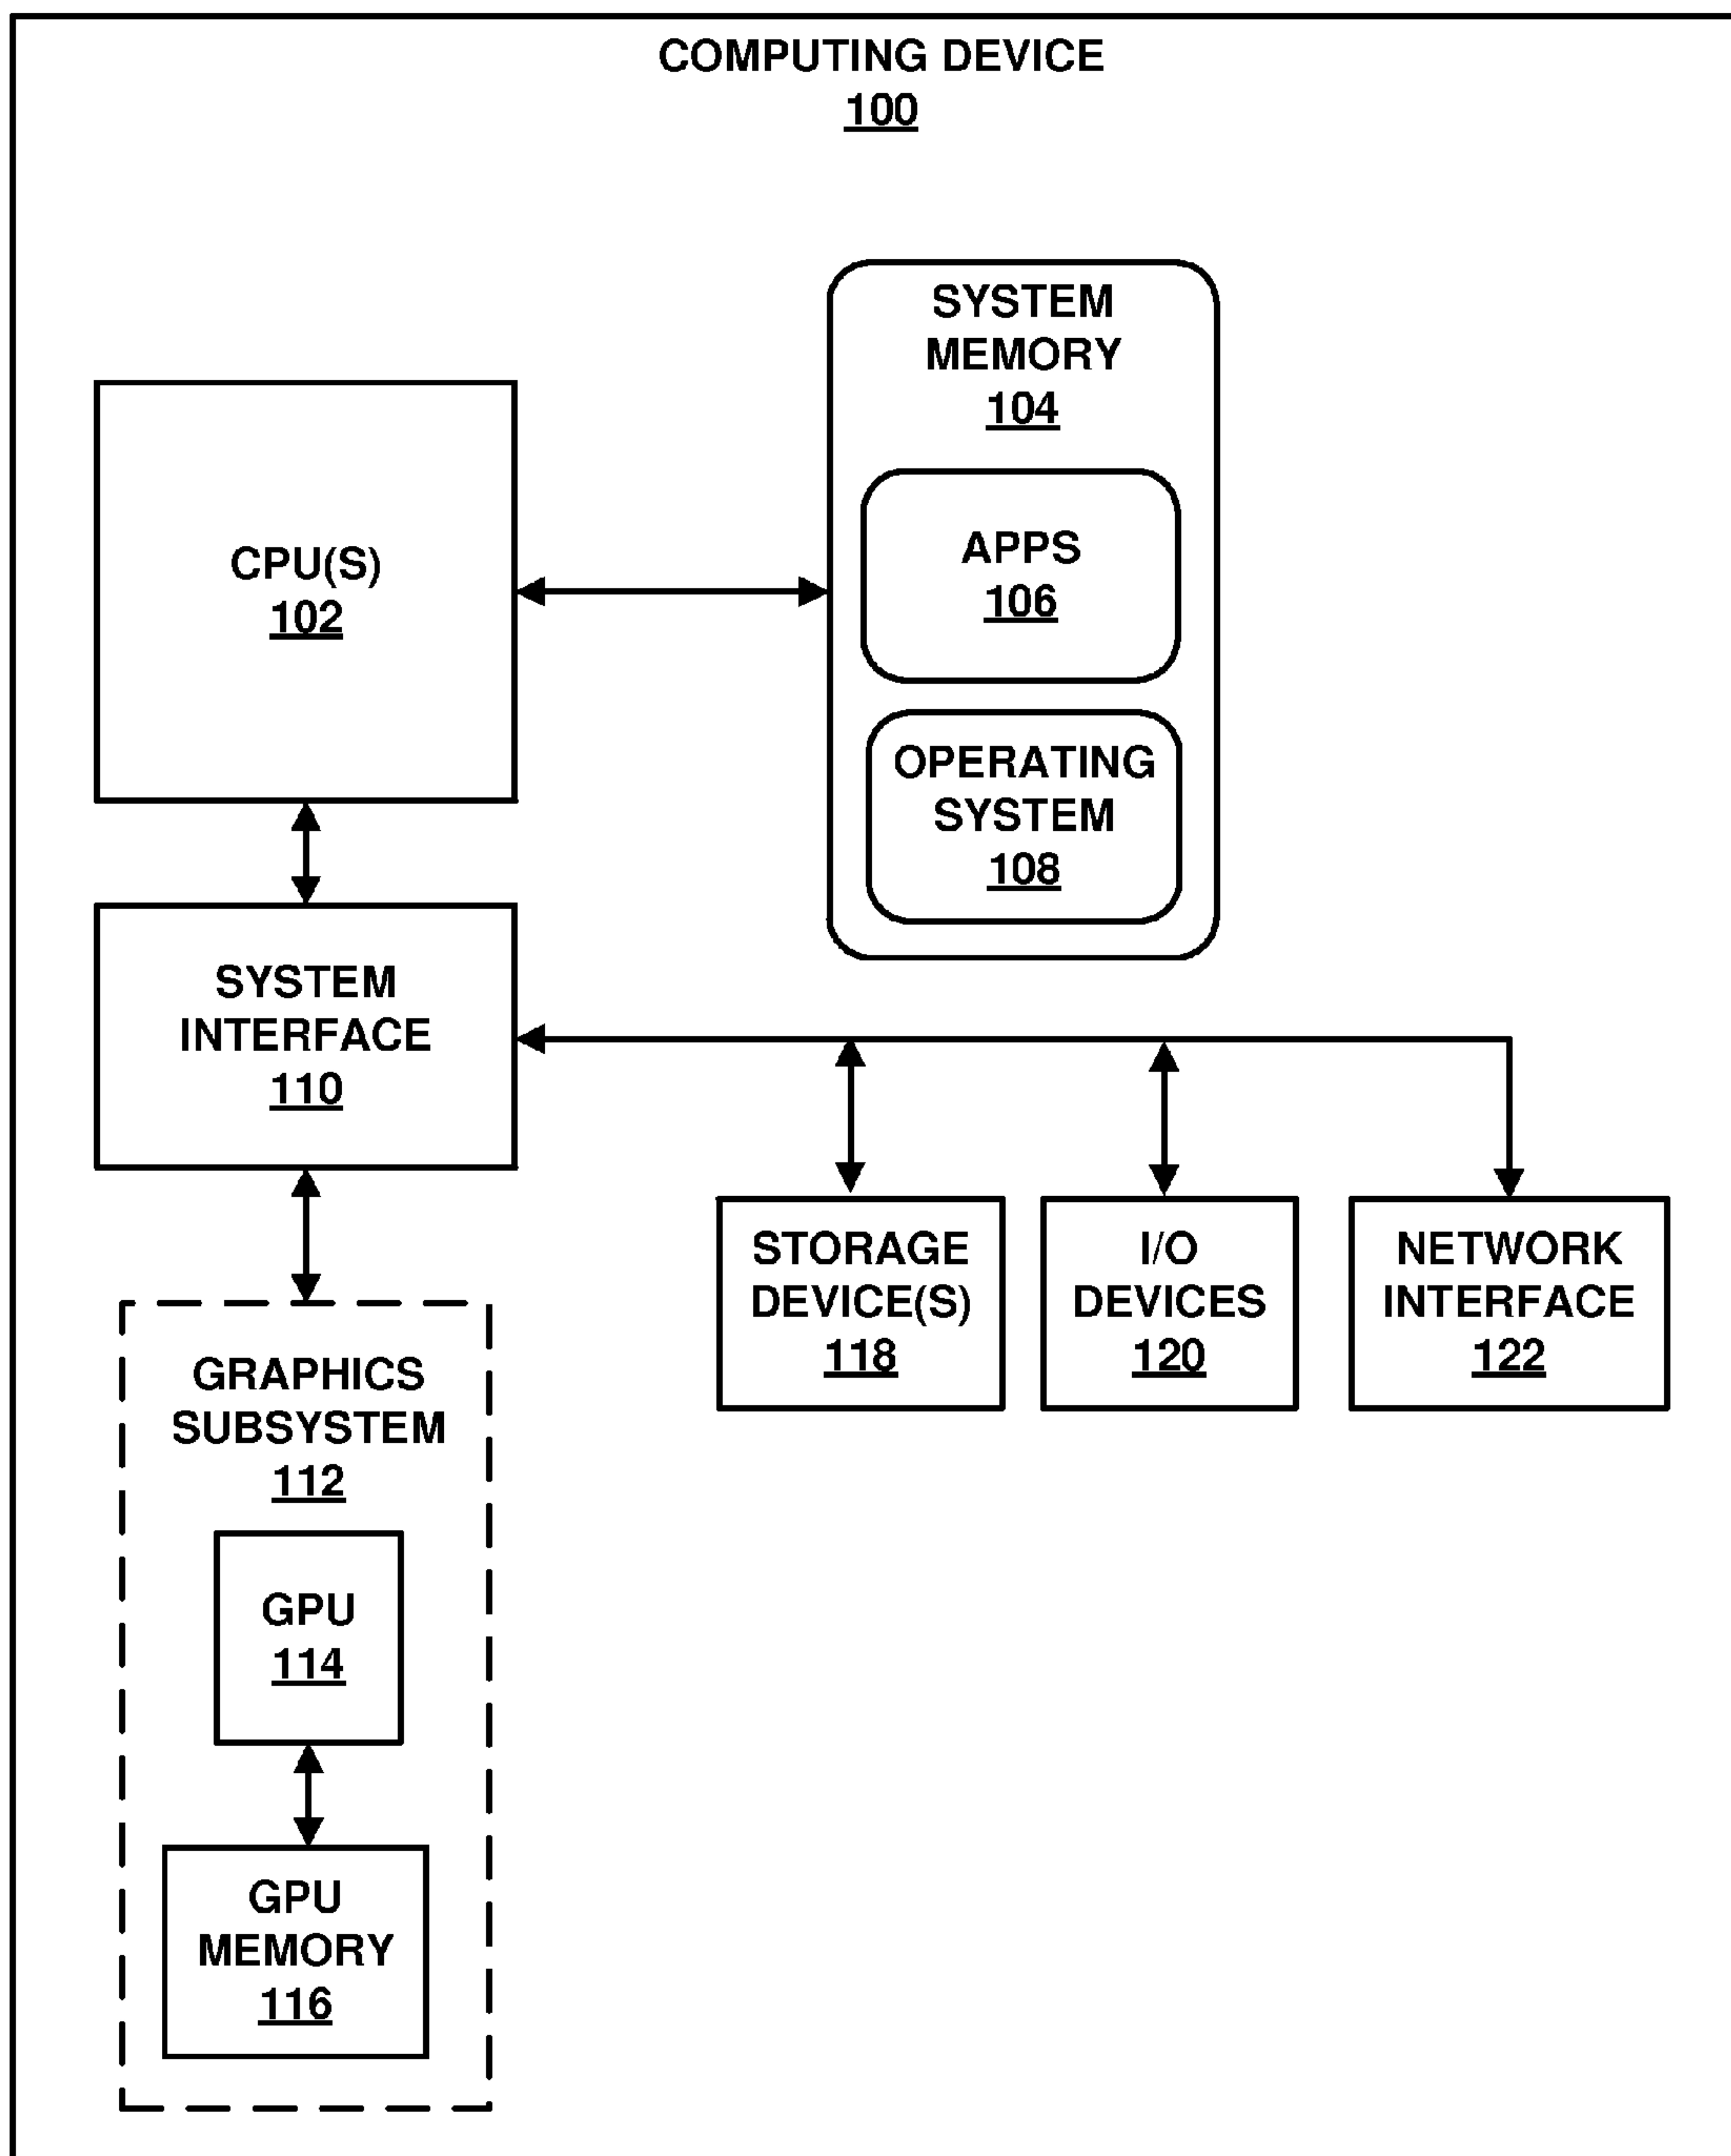 COMPUTING DEVICE
100
SYSTEM
MEMORY
104
CPU(S)
102
APPS
106
OPERATING
SYSTEM
108
SYSTEM
INTERFACE
110
STORAGE
DEVICE(S)
118
I/O
DEVICES
120
NETWORK
INTERFACE
122
GRAPHICS
SUBSYSTEM
112
GPU
114
GPU
MEMORY
116